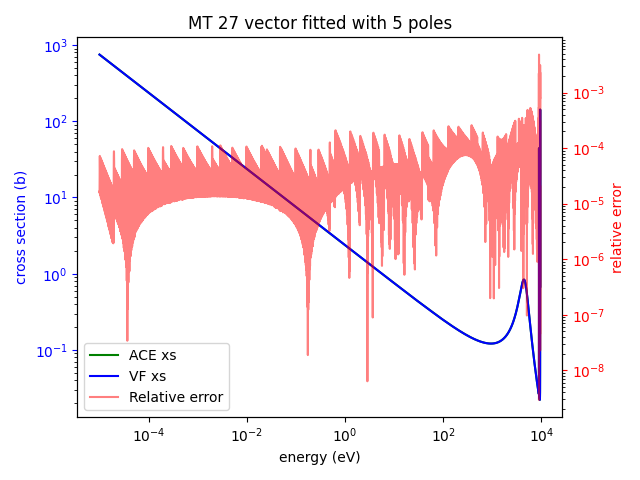 MT 27 vector fitted with 5 poles
10³
10²
10¹
10⁰
10⁻¹
cross section (b)
10⁻³
10⁻⁴
10⁻⁵
10⁻⁶
10⁻⁷
10⁻⁸
relative error
ACE xs
VF xs
Relative error
10⁻⁴
10⁻²
10⁰
10²
10⁴
energy (eV)